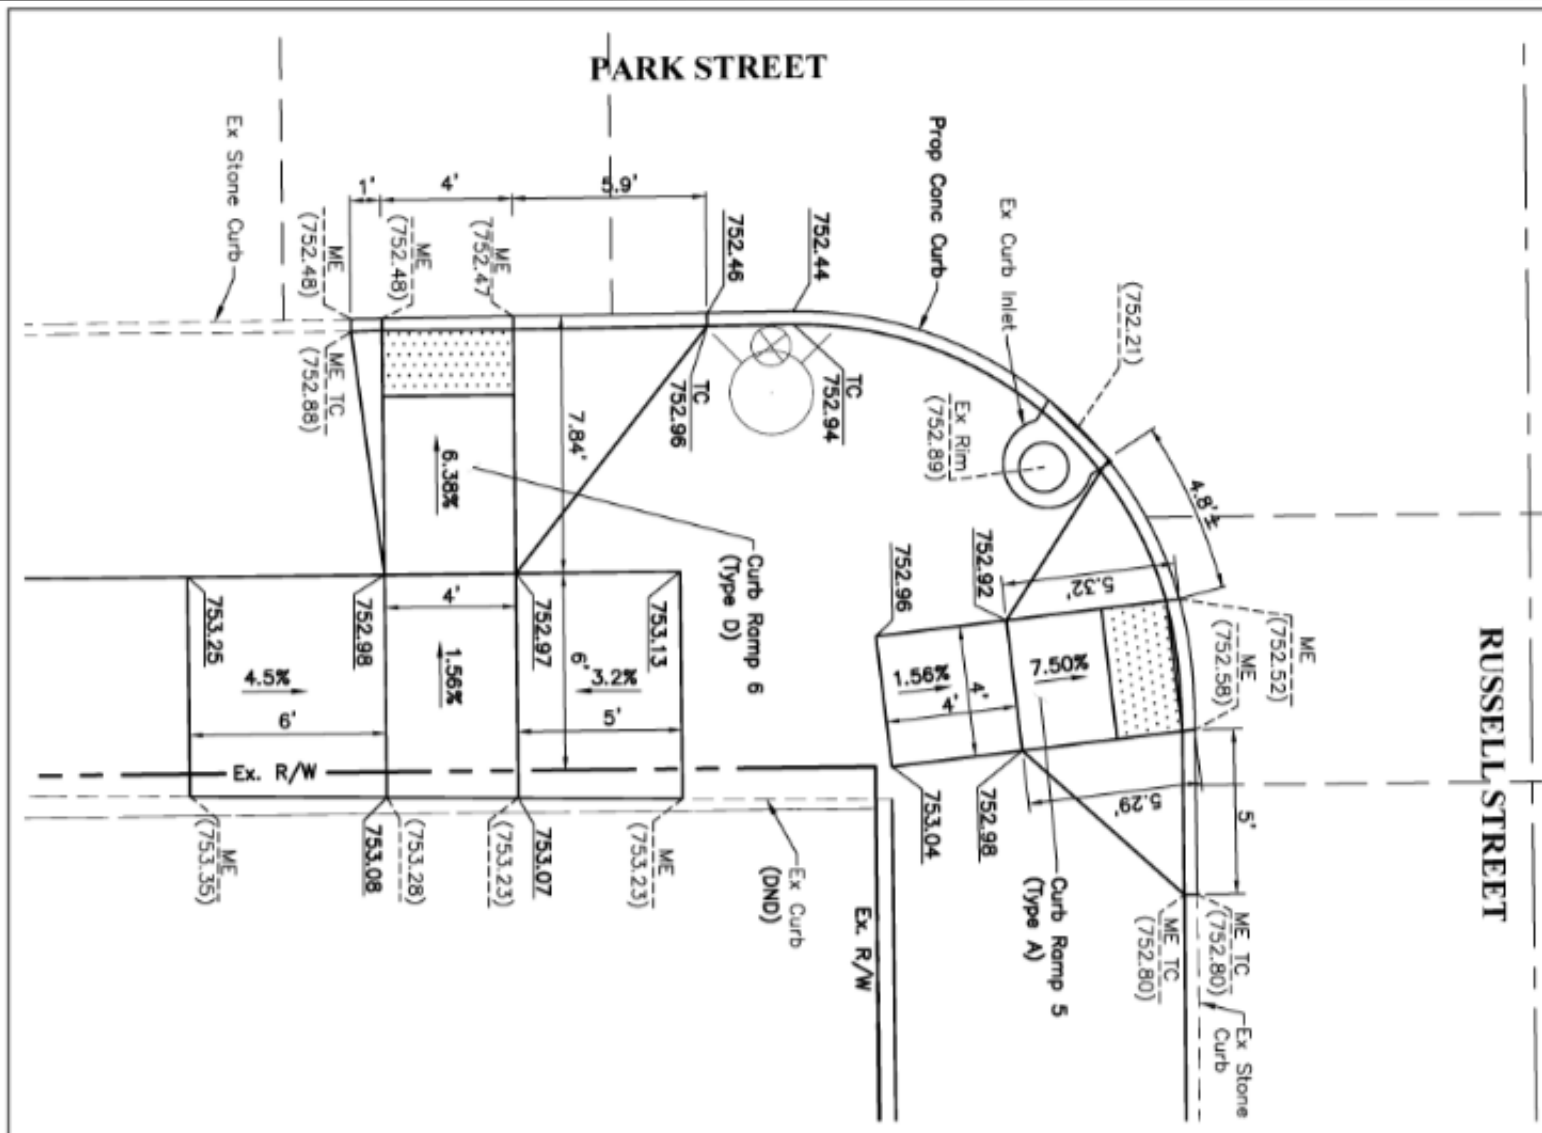 PARK STREET
Ex Stone Curb
1'
4'
5.9'
ME
(752.48)
ME
(752.48)
ME
(752.47
752.46
752.44
Prop Conc Curb
Ex Curb Inlet
(752.21)
ME TC
(752.88)
TC
752.96
TC
752.94
Ex Rim
(752.89)
4.8'±
7.84'
6.38%
Curb Ramp 6
(Type D)
752.96
752.92
5.32'
ME
(752.52)
ME
(752.58)
RUSSELL STREET
753.25
752.98
4'
752.97
753.13
4.5%
1.56%
6'
3.2%
6'
5'
1.56%
4'
4'
7.50%
Ex. R/W
ME
(753.35)
753.08
(753.28)
(753.23)
753.07
ME
(753.23)
Ex Curb
(DND)
Ex. R/W
753.04
752.98
5.29'
5'
Curb Ramp 5
(Type A)
ME TC
(752.80)
ME TC
(752.80)
Ex Stone
Curb